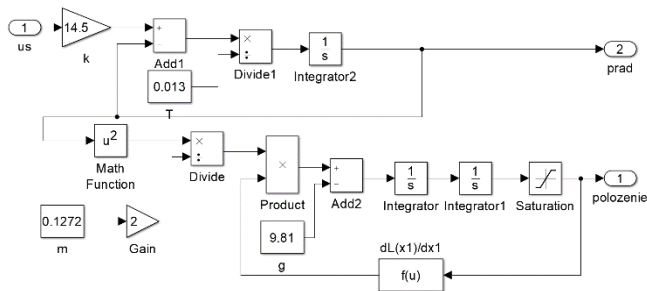 1
us
14.5
k
+
−
Add1
×
÷
Divide1
1
s
Integrator2
2
prad
0.013
T
u²
Math
Function
×
÷
Divide
×
Product
+
−
Add2
1
s
Integrator
1
s
Integrator1
Saturation
1
polozenie
0.1272
m
2
Gain
9.81
g
dL(x1)/dx1
f(u)